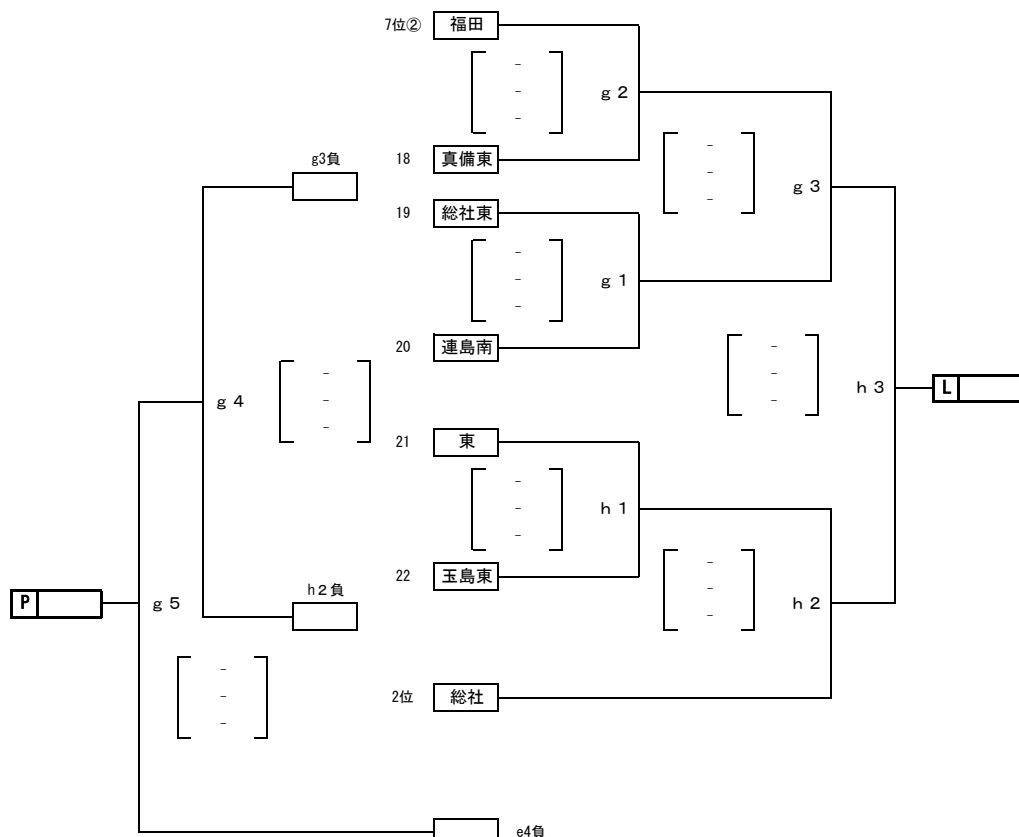 7位② 福田
－
－ g 2
－
－
18 真備東
－ g 3
－
g3負
19 総社東
－
－ g 1
－
20 連島南
－
－ h 3 L
－
－
g 4 －
－
21 東
－
－ h 1
－
－
22 玉島東
－ h 2
－
h2負
P g 5
－
－
－
2位 総社
e4負